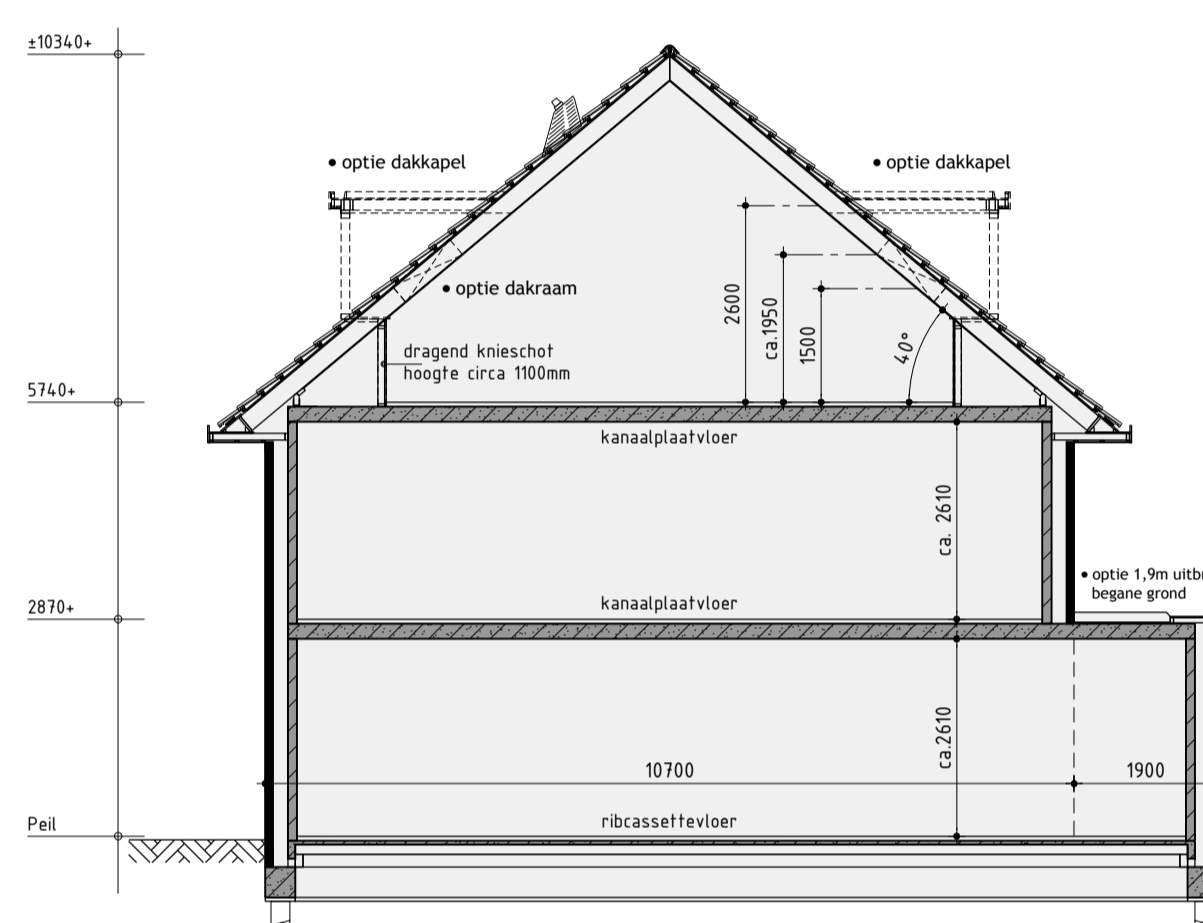 ±10340+
• optie dakkapel
• optie dakkapel
• optie dakraam
2600
ca.1950
1500
40°
dragend knieschot
hoogte circa 1100mm
5740+
kanaalplaatvloer
ca. 2610
• optie 1,9m uitb
begane grond
kanaalplaatvloer
2870+
ca.2610
10700
1900
Peil
ribcassettevloer